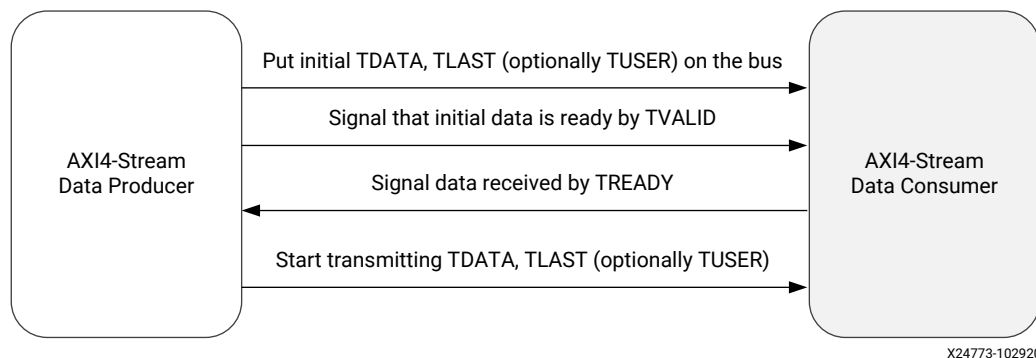 Put initial TDATA, TLAST (optionally TUSER) on the bus
Signal that initial data is ready by TVALID
AXI4-Stream
Data Producer
Signal data received by TREADY
AXI4-Stream
Data Consumer
Start transmitting TDATA, TLAST (optionally TUSER)